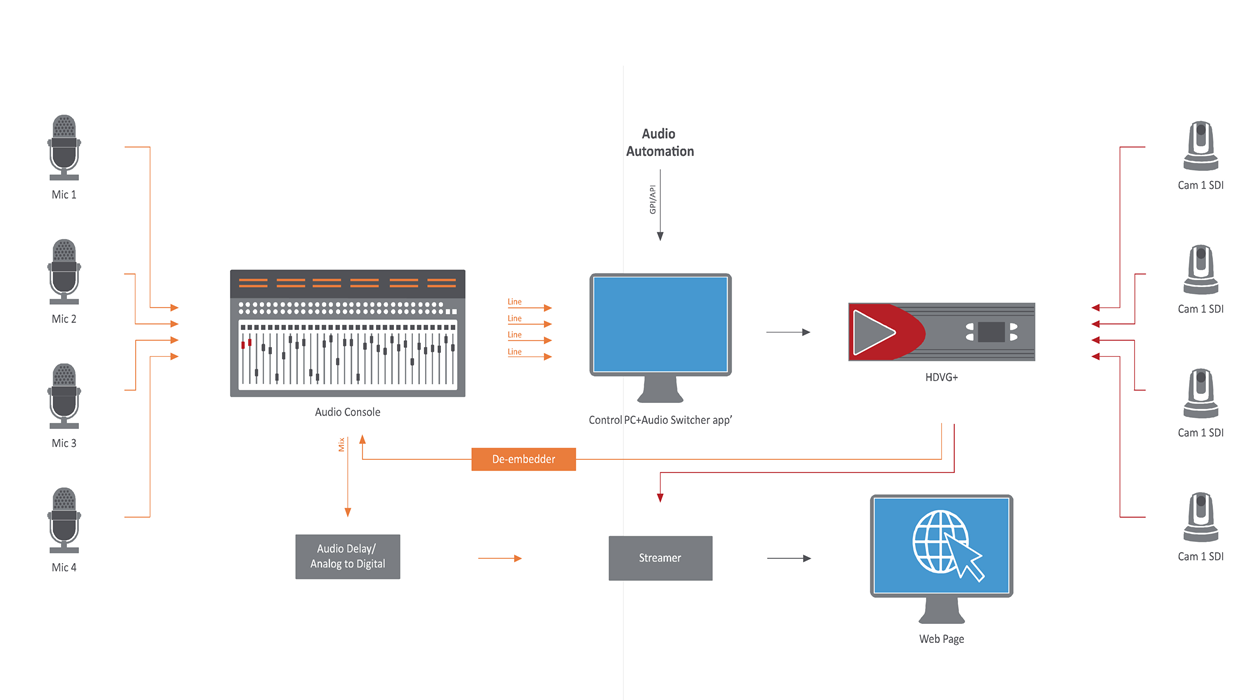 Audio
Automation
GPI/API
Mic 1
Mic 2
Mic 3
Mic 4
Line
Line
Line
Line
Audio Console
Control PC+Audio Switcher app’
HDVG+
Cam 1 SDI
Cam 1 SDI
Cam 1 SDI
Cam 1 SDI
Mix
De-embedder
Audio Delay/
Analog to Digital
Streamer
Web Page